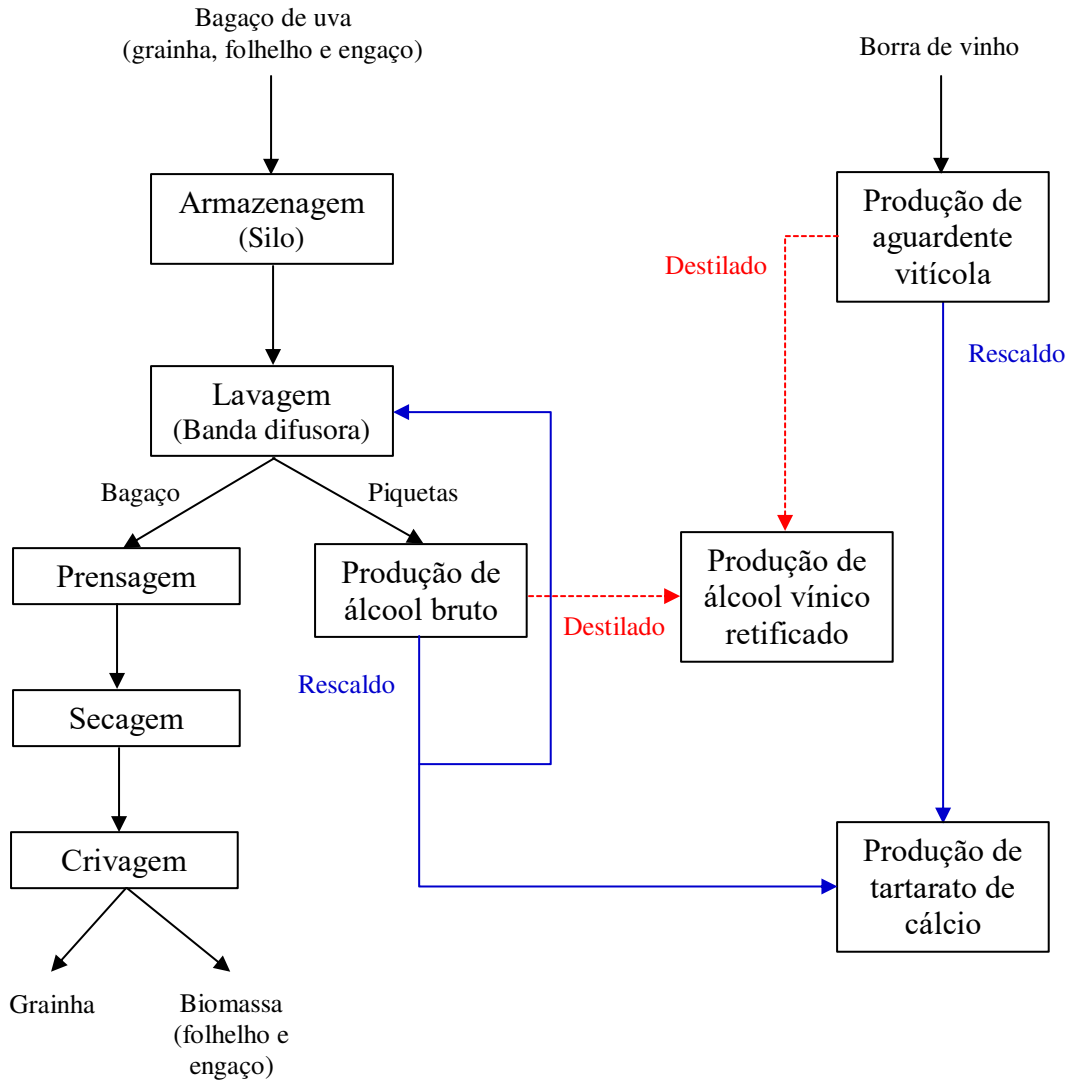 Bagaço de uva
(grainha, folhelho e engaço)
Borra de vinho
Armazenagem
(Silo)
Produção de
aguardente
vitícola
Destilado
Rescaldo
Lavagem
(Banda difusora)
Bagaço
Piquetas
Prensagem
Produção de
álcool bruto
Destilado
Produção de
álcool vínico
retificado
Rescaldo
Secagem
Crivagem
Produção de
tartarato de
cálcio
Grainha
Biomassa
(folhelho e
engaço)